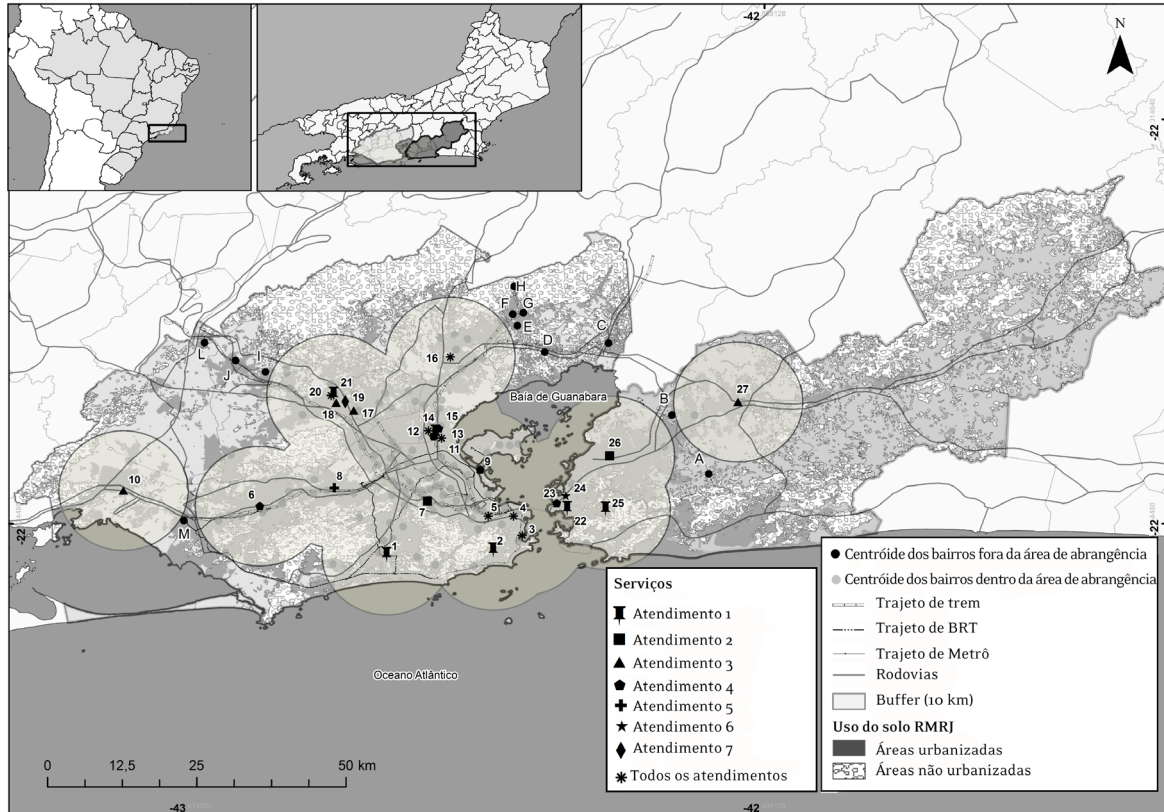 -42
N
-22
H
F
G
E
C
D
L
I
J
16
21
20
19
18
17
Baía de Guanabara
27
B
14
15
12
13
11
26
A
9
10
8
6
24
23
25
7
5
4
22
M
3
-22
1
2
Oceano Atlântico
Serviços
Atendimento 1
Atendimento 2
Atendimento 3
Atendimento 4
Atendimento 5
Atendimento 6
Atendimento 7
Todos os atendimentos
Centróide dos bairros fora da área de abrangência
Centróide dos bairros dentro da área de abrangência
Trajeto de trem
Trajeto de BRT
Trajeto de Metrô
Rodovias
Buffer (10 km)
Uso do solo RMRJ
Áreas urbanizadas
Áreas não urbanizadas
0 12,5 25 50 km
-43
-42